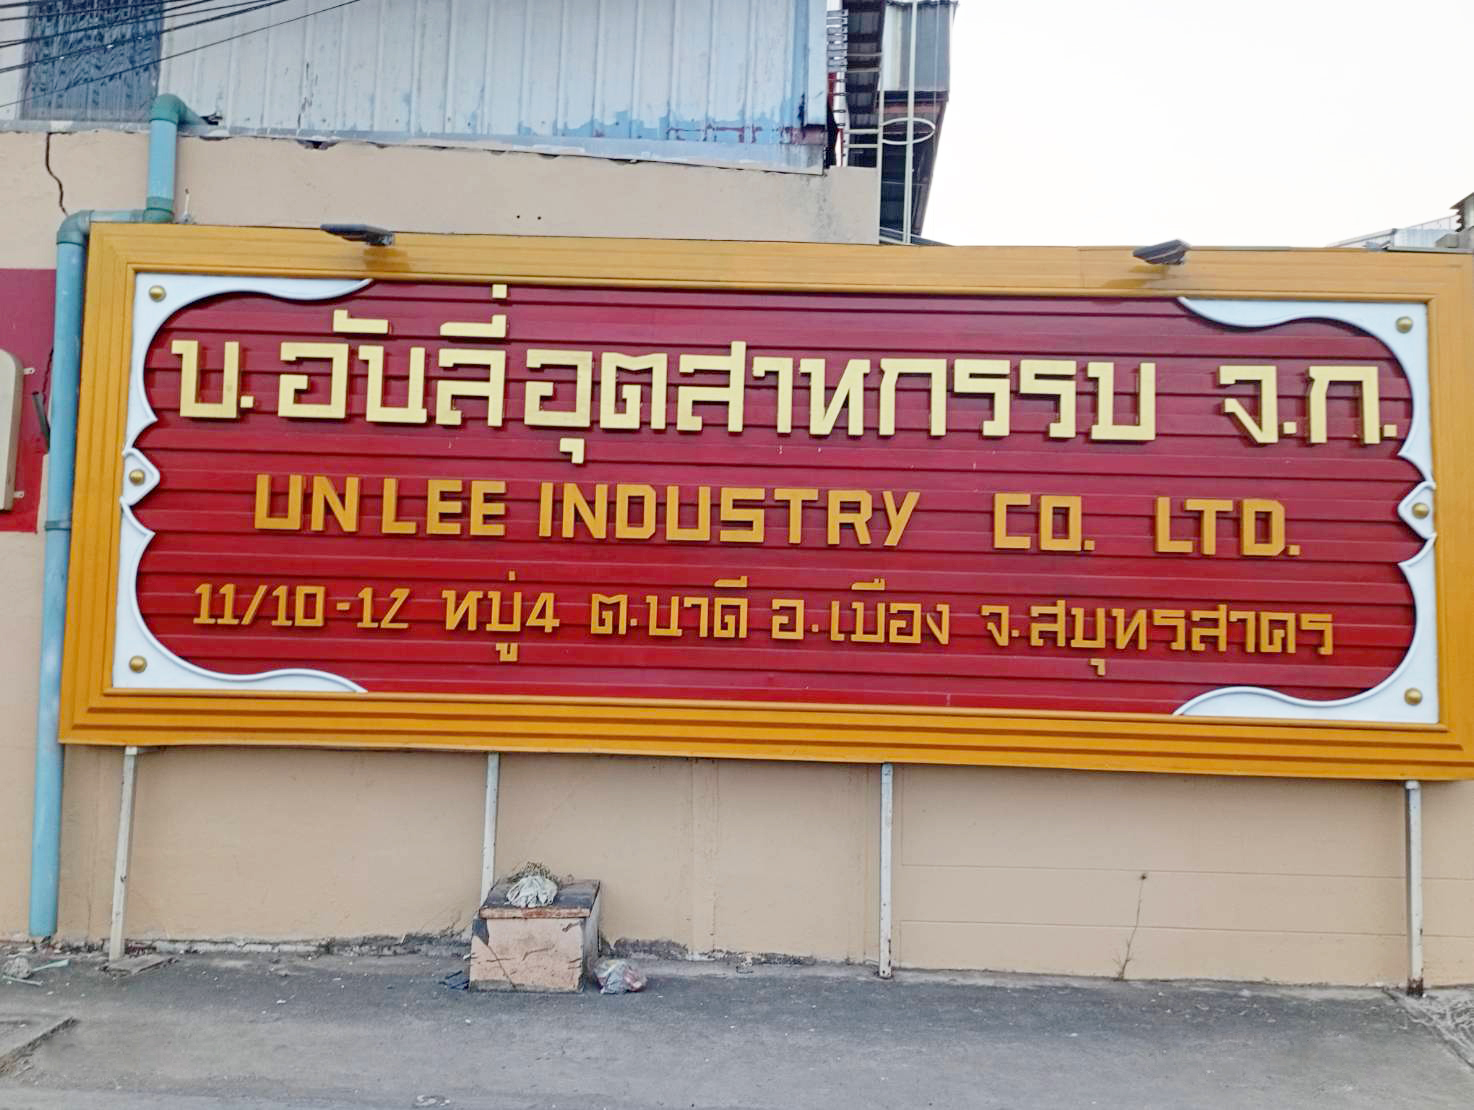 บ.อันลี่อุตสาหกรรม จ.ก.
UN LEE INDUSTRY CO. LTD.
11/10-12 หมู่4 ต.นาดี อ.เมือง จ.สมุทรสาคร